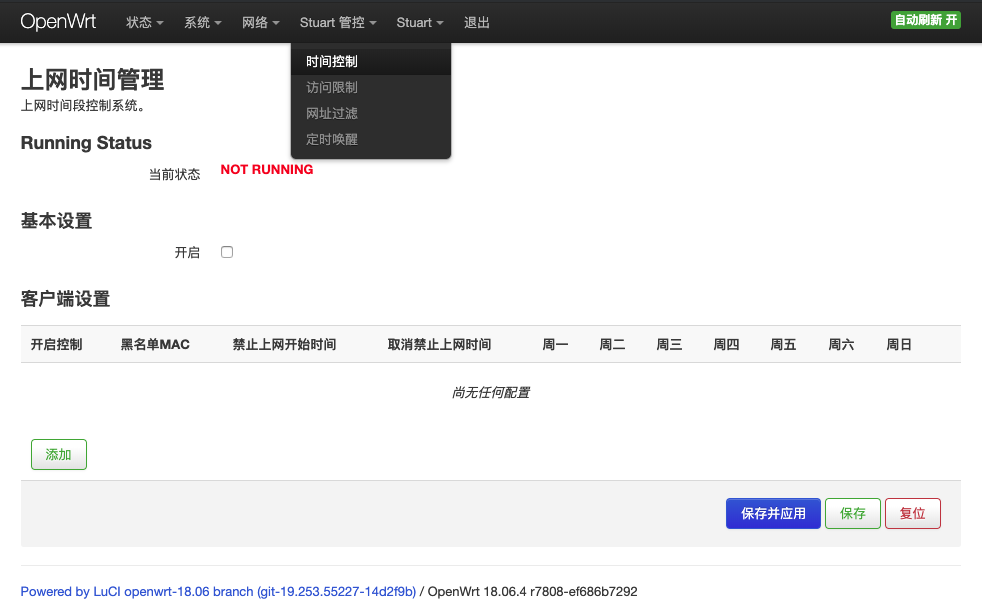 OpenWrt 状态 系统 网络 Stuart 管控 Stuart 退出 自动刷新 开
时间控制
访问限制
网址过滤
定时唤醒
上网时间管理
上网时间段控制系统。
Running Status
当前状态 NOT RUNNING
基本设置
开启
客户端设置
开启控制 黑名单MAC 禁止上网开始时间 取消禁止上网时间 周一 周二 周三 周四 周五 周六 周日
尚无任何配置
添加
保存并应用 保存 复位
Powered by LuCI openwrt-18.06 branch (git-19.253.55227-14d2f9b) / OpenWrt 18.06.4 r7808-ef686b7292